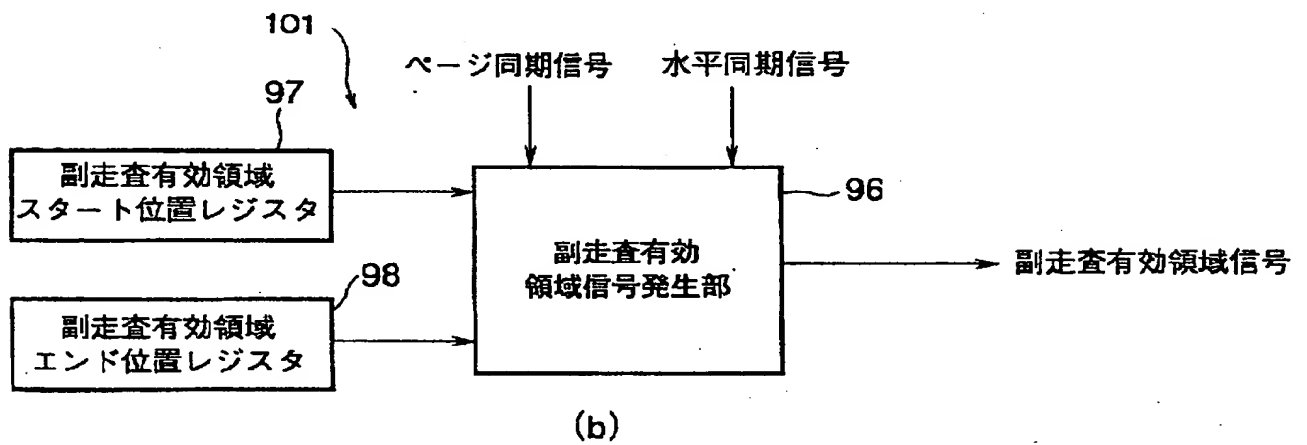 101
ページ同期信号
水平同期信号
97
副走査有効領域
スタート位置レジスタ
96
副走査有効
領域信号発生部
副走査有効領域信号
98
副走査有効領域
エンド位置レジスタ
(b)